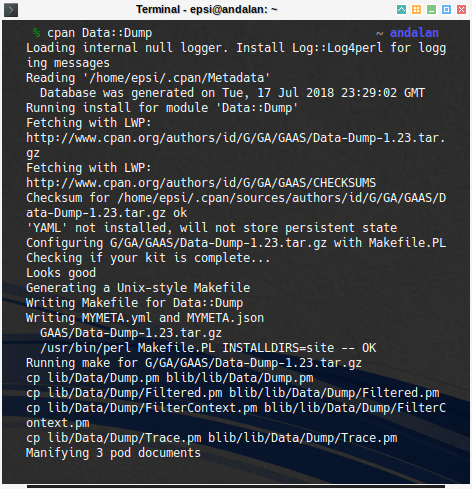 Terminal - epsi@andalan: ~
% cpan Data::Dump ~ andalan
Loading internal null logger. Install Log::Log4perl for logg
ing messages
Reading '/home/epsi/.cpan/Metadata'
  Database was generated on Tue, 17 Jul 2018 23:29:02 GMT
Running install for module 'Data::Dump'
Fetching with LWP:
http://www.cpan.org/authors/id/G/GA/GAAS/Data-Dump-1.23.tar.
gz
Fetching with LWP:
http://www.cpan.org/authors/id/G/GA/GAAS/CHECKSUMS
Checksum for /home/epsi/.cpan/sources/authors/id/G/GA/GAAS/D
ata-Dump-1.23.tar.gz ok
'YAML' not installed, will not store persistent state
Configuring G/GA/GAAS/Data-Dump-1.23.tar.gz with Makefile.PL
Checking if your kit is complete...
Looks good
Generating a Unix-style Makefile
Writing Makefile for Data::Dump
Writing MYMETA.yml and MYMETA.json
  GAAS/Data-Dump-1.23.tar.gz
  /usr/bin/perl Makefile.PL INSTALLDIRS=site -- OK
Running make for G/GA/GAAS/Data-Dump-1.23.tar.gz
cp lib/Data/Dump.pm blib/lib/Data/Dump.pm
cp lib/Data/Dump/Filtered.pm blib/lib/Data/Dump/Filtered.pm
cp lib/Data/Dump/FilterContext.pm blib/lib/Data/Dump/FilterC
ontext.pm
cp lib/Data/Dump/Trace.pm blib/lib/Data/Dump/Trace.pm
Manifying 3 pod documents